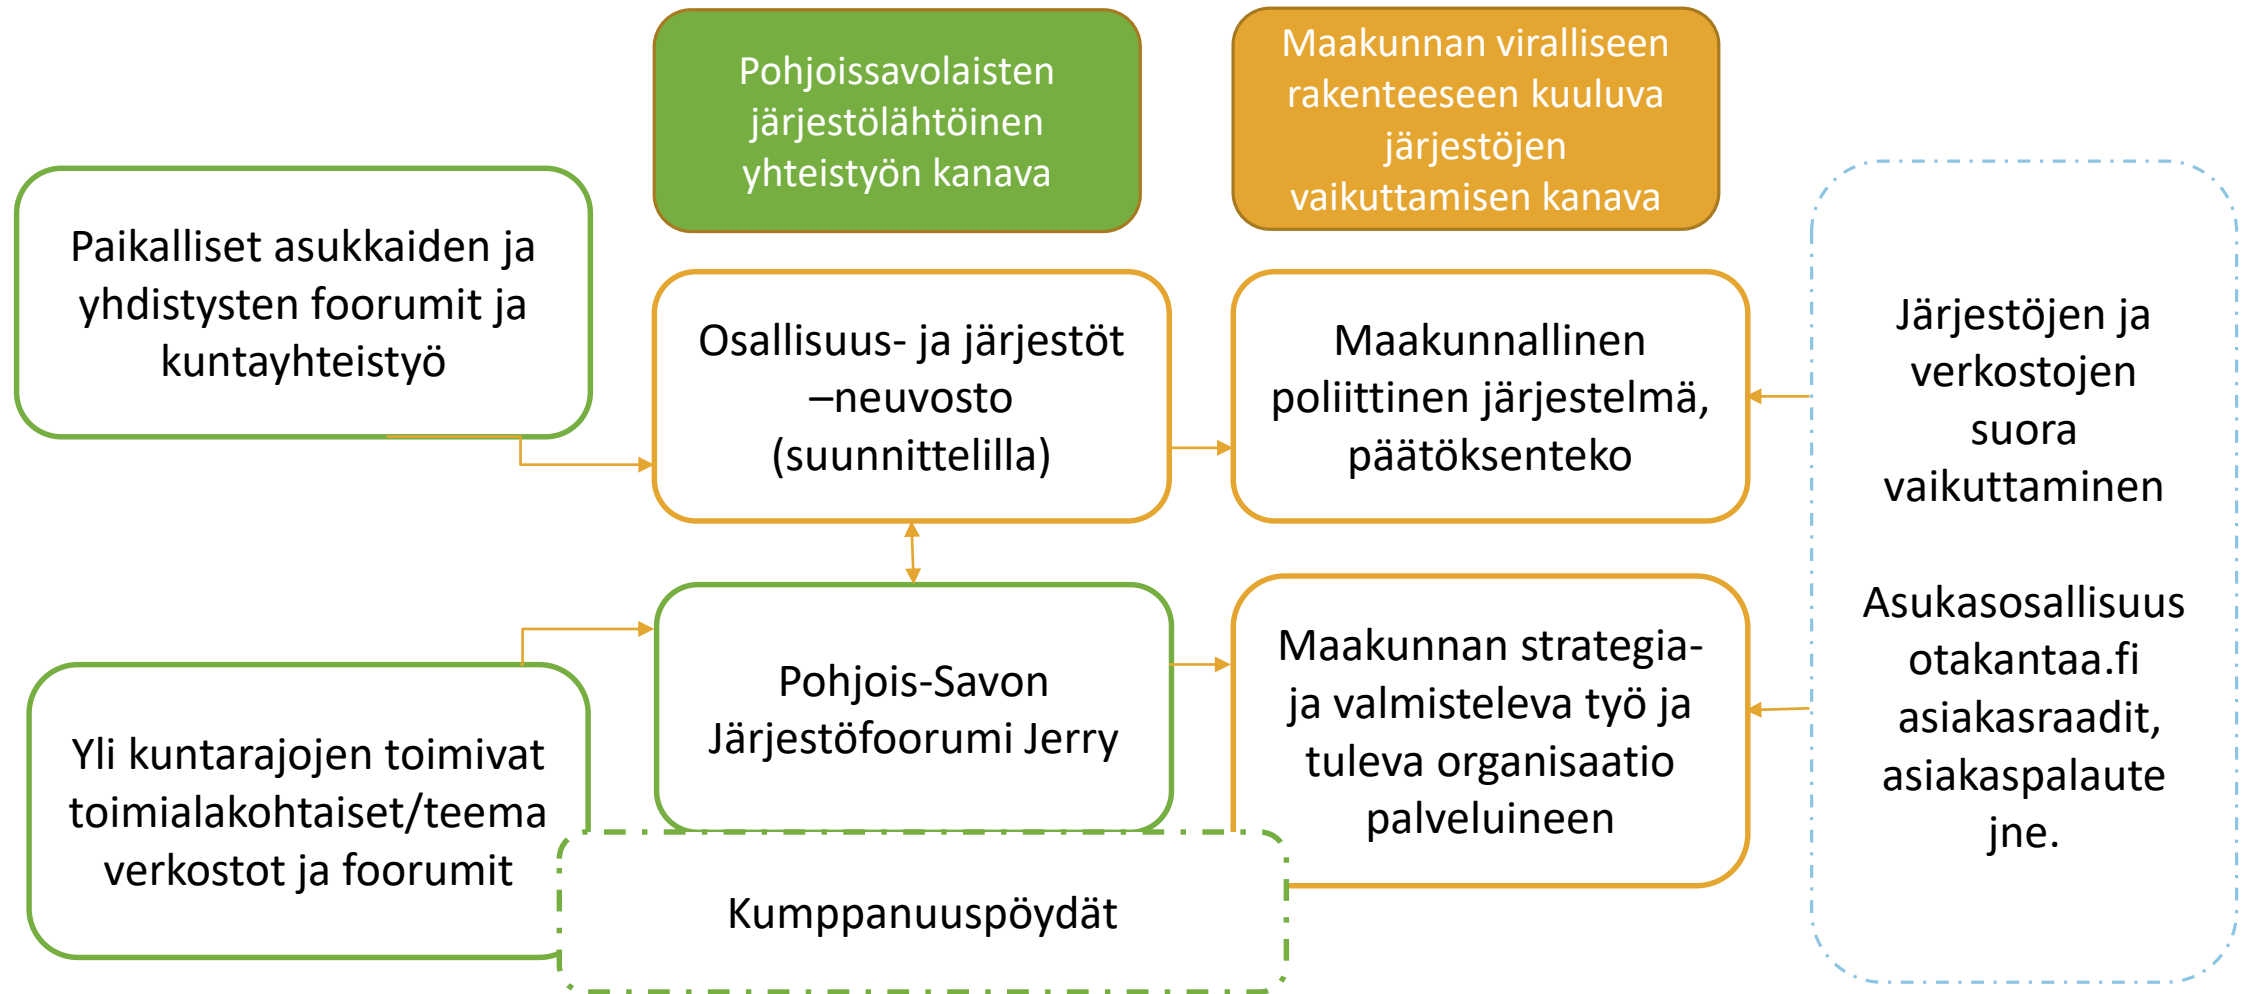 Pohjoissavolaisten
järjestölähtöinen
yhteistyön kanava
Maakunnan viralliseen
rakenteeseen kuuluva
järjestöjen
vaikuttamisen kanava
Paikalliset asukkaiden ja
yhdistysten foorumit ja
kuntayhteistyö
Osallisuus- ja järjestöt
–neuvosto
(suunnittelilla)
Maakunnallinen
poliittinen järjestelmä,
päätöksenteko
Järjestöjen ja
verkostojen
suora
vaikuttaminen
Asukasosallisuus
otakantaa.fi
asiakasraadit,
asiakaspalaute
jne.
Yli kuntarajojen toimivat
toimialakohtaiset/teema
verkostot ja foorumit
Pohjois-Savon
Järjestöfoorumi Jerry
Maakunnan strategia-
ja valmisteleva työ ja
tuleva organisaatio
palveluineen
Kumppanuuspöydät